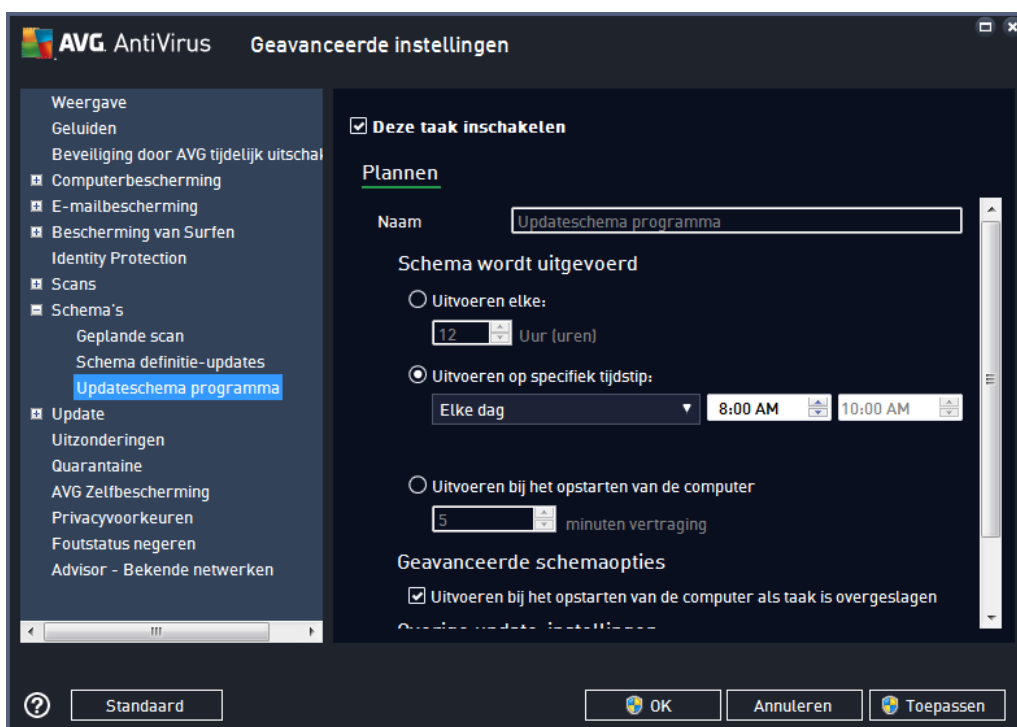 AVG. AntiVirus Geavanceerde instellingen
Weergave
Geluiden
Beveiliging door AVG tijdelijk uitschak
Computerbescherming
E-mailbescherming
Bescherming van Surfen
Identity Protection
Scans
Schema's
Geplande scan
Schema definitie-updates
Updateschema programma
Update
Uitzonderingen
Quarantaine
AVG Zelfbescherming
Privacyvoorkeuren
Foutstatus negeren
Advisor - Bekende netwerken
Deze taak inschakelen
Plannen
Naam Updateschema programma
Schema wordt uitgevoerd
Uitvoeren elke:
12 Uur (uren)
Uitvoeren op specifiek tijdstip:
Elke dag 8:00 AM 10:00 AM
Uitvoeren bij het opstarten van de computer
5 minuten vertraging
Geavanceerde schemaopties
Uitvoeren bij het opstarten van de computer als taak is overgeslagen
Overige update-instellingen
Standaard OK Annuleren Toepassen